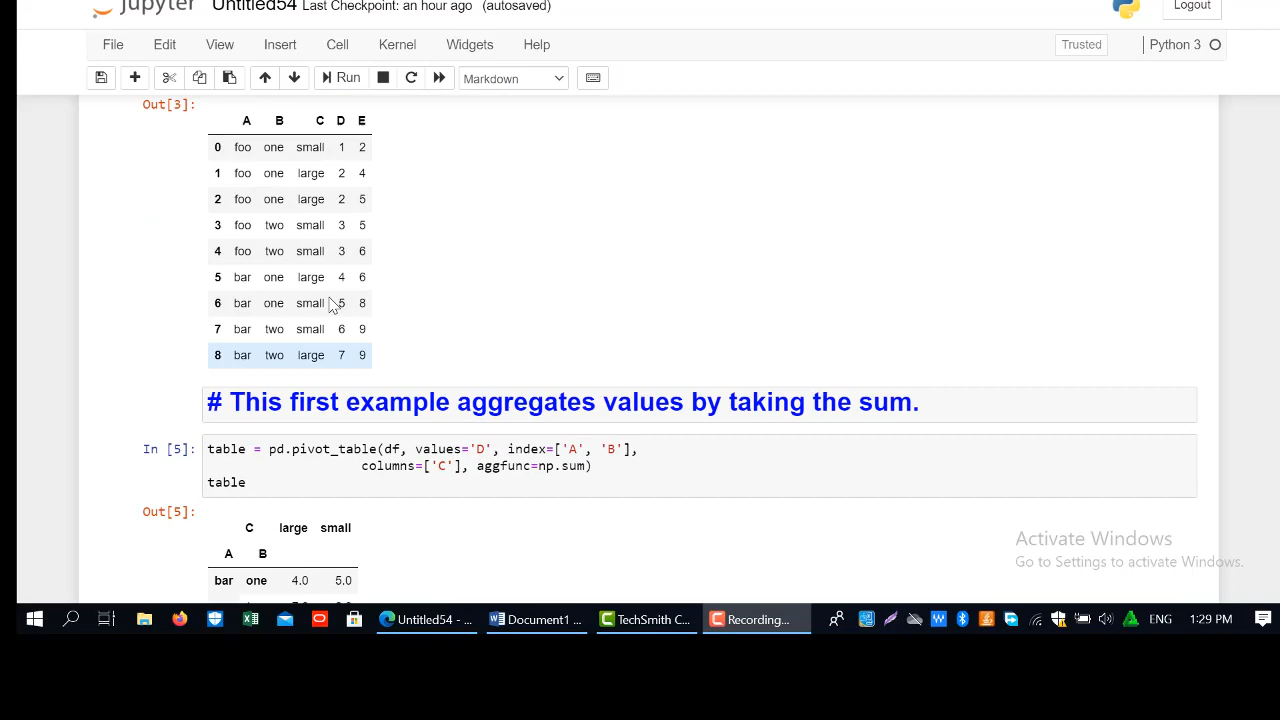 jupyter Untitled54 Last Checkpoint: an hour ago (autosaved) Logout
File Edit View Insert Cell Kernel Widgets Help Trusted Python 3
Run Markdown
Out[3]:
A B C D E
0 foo one small 1 2
1 foo one large 2 4
2 foo one large 2 5
3 foo two small 3 5
4 foo two small 3 6
5 bar one large 4 6
6 bar one small 5 8
7 bar two small 6 9
8 bar two large 7 9
# This first example aggregates values by taking the sum.
In [5]: table = pd.pivot_table(df, values='D', index=['A', 'B'],
columns=['C'], aggfunc=np.sum)
table
Out[5]:
C large small
A B
bar one 4.0 5.0
Activate Windows
Go to Settings to activate Windows.
Untitled54 - ... Document1 ... TechSmith C... Recording... ENG 1:29 PM